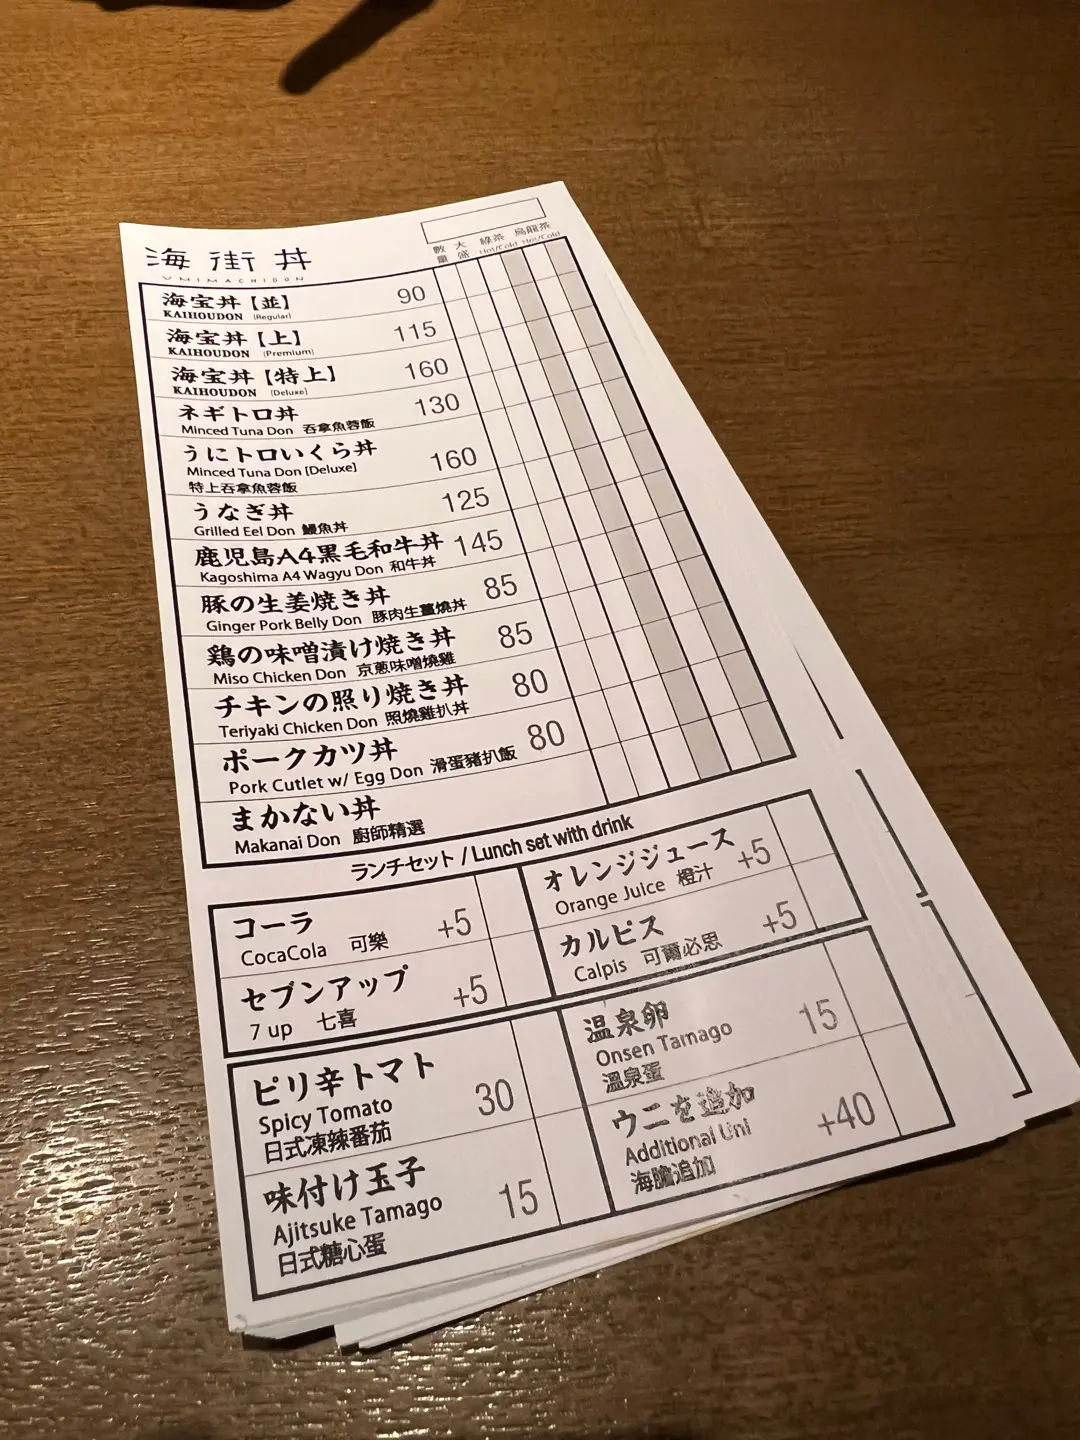 海街丼
UMIMACHIDON
數量 大盛 綠茶 烏龍茶
Hot/Cold Hot/Cold
海宝丼【並】 90
KAIHOUDON (Regular)
海宝丼【上】 115
KAIHOUDON (Premium)
海宝丼【特上】 160
KAIHOUDON (Deluxe)
ネギトロ丼 130
Minced Tuna Don 吞拿魚蓉飯
うにトロいくら丼 160
Minced Tuna Don [Deluxe]
特上吞拿魚蓉飯
うなぎ丼 125
Grilled Eel Don 鰻魚丼
鹿児島A4黒毛和牛丼 145
Kagoshima A4 Wagyu Don 和牛丼
豚の生姜焼き丼 85
Ginger Pork Belly Don 豚肉生薑燒丼
鶏の味噌漬け焼き丼 85
Miso Chicken Don 京蔥味噌燒雞
チキンの照り焼き丼 80
Teriyaki Chicken Don 照燒雞扒丼
ポークカツ丼 80
Pork Cutlet w/ Egg Don 滑蛋豬扒飯
まかない丼
Makanai Don 廚師精選
ランチセット / Lunch set with drink
コーラ +5
CocaCola 可樂
セブンアップ +5
7 up 七喜
オレンジジュース +5
Orange Juice 橙汁
カルピス +5
Calpis 可爾必思
ピリ辛トマト 30
Spicy Tomato
日式凍辣番茄
味付け玉子 15
Ajitsuke Tamago
日式糖心蛋
温泉卵 15
Onsen Tamago
溫泉蛋
ウニを追加 +40
Additional Uni
海膽追加